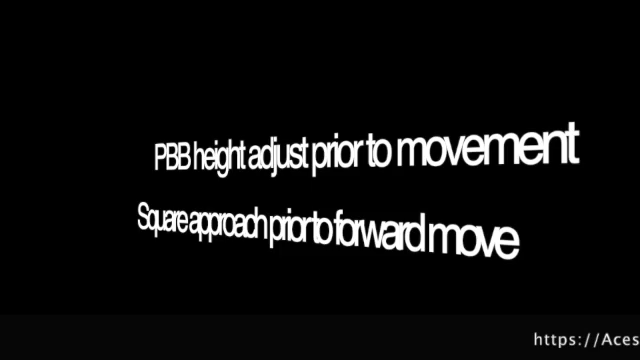 PBB height adjust prior to movement
Square approach prior to forward move
https://Aces